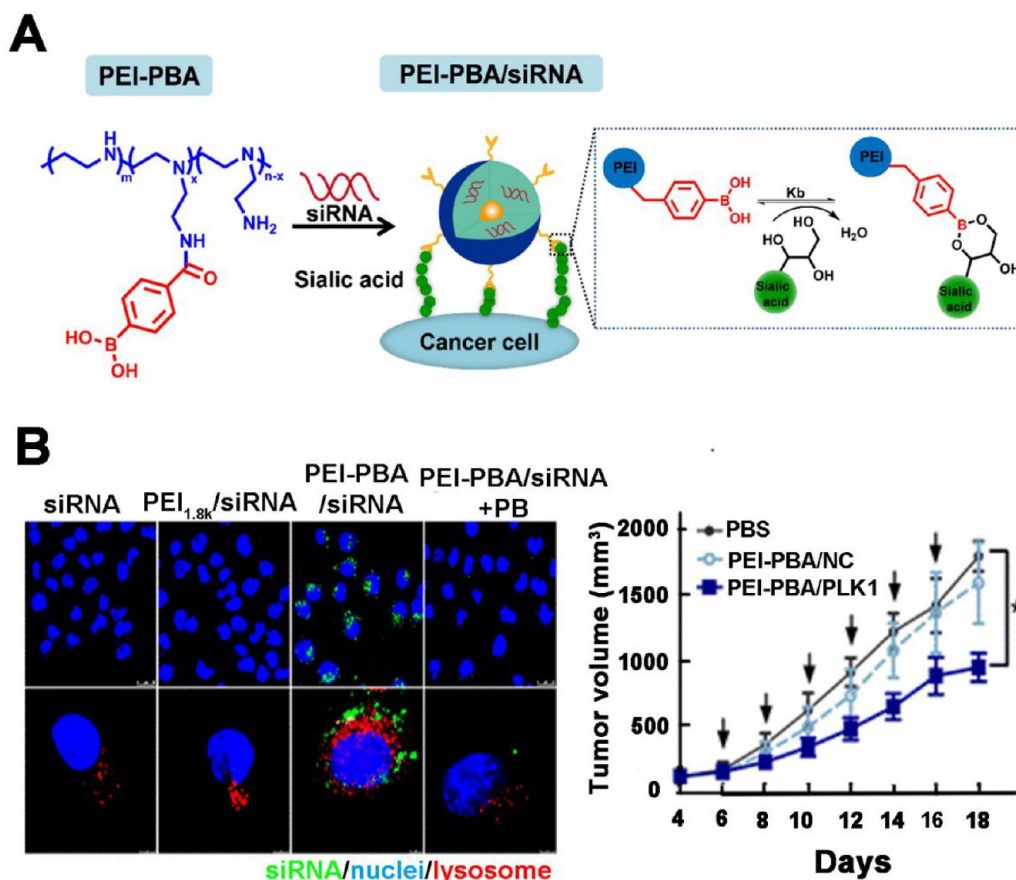 A
PEI-PBA
PEI-PBA/siRNA
H
N
m
N
x
N
n-x
NH2
NH
O
HO
B
OH
siRNA
Sialic acid
Cancer cell
PEI
OH
B
OH
Kb
HO
HO
OH
H2O
Sialic
acid
PEI
B
O
O
OH
Sialic
acid
B
siRNA
PEI1.8k/siRNA
PEI-PBA
/siRNA
PEI-PBA/siRNA
+PB
siRNA/nuclei/lysosome
Tumor volume (mm3)
2000
1500
1000
500
0
PBS
PEI-PBA/NC
PEI-PBA/PLK1
*
4 6 8 10 12 14 16 18
Days